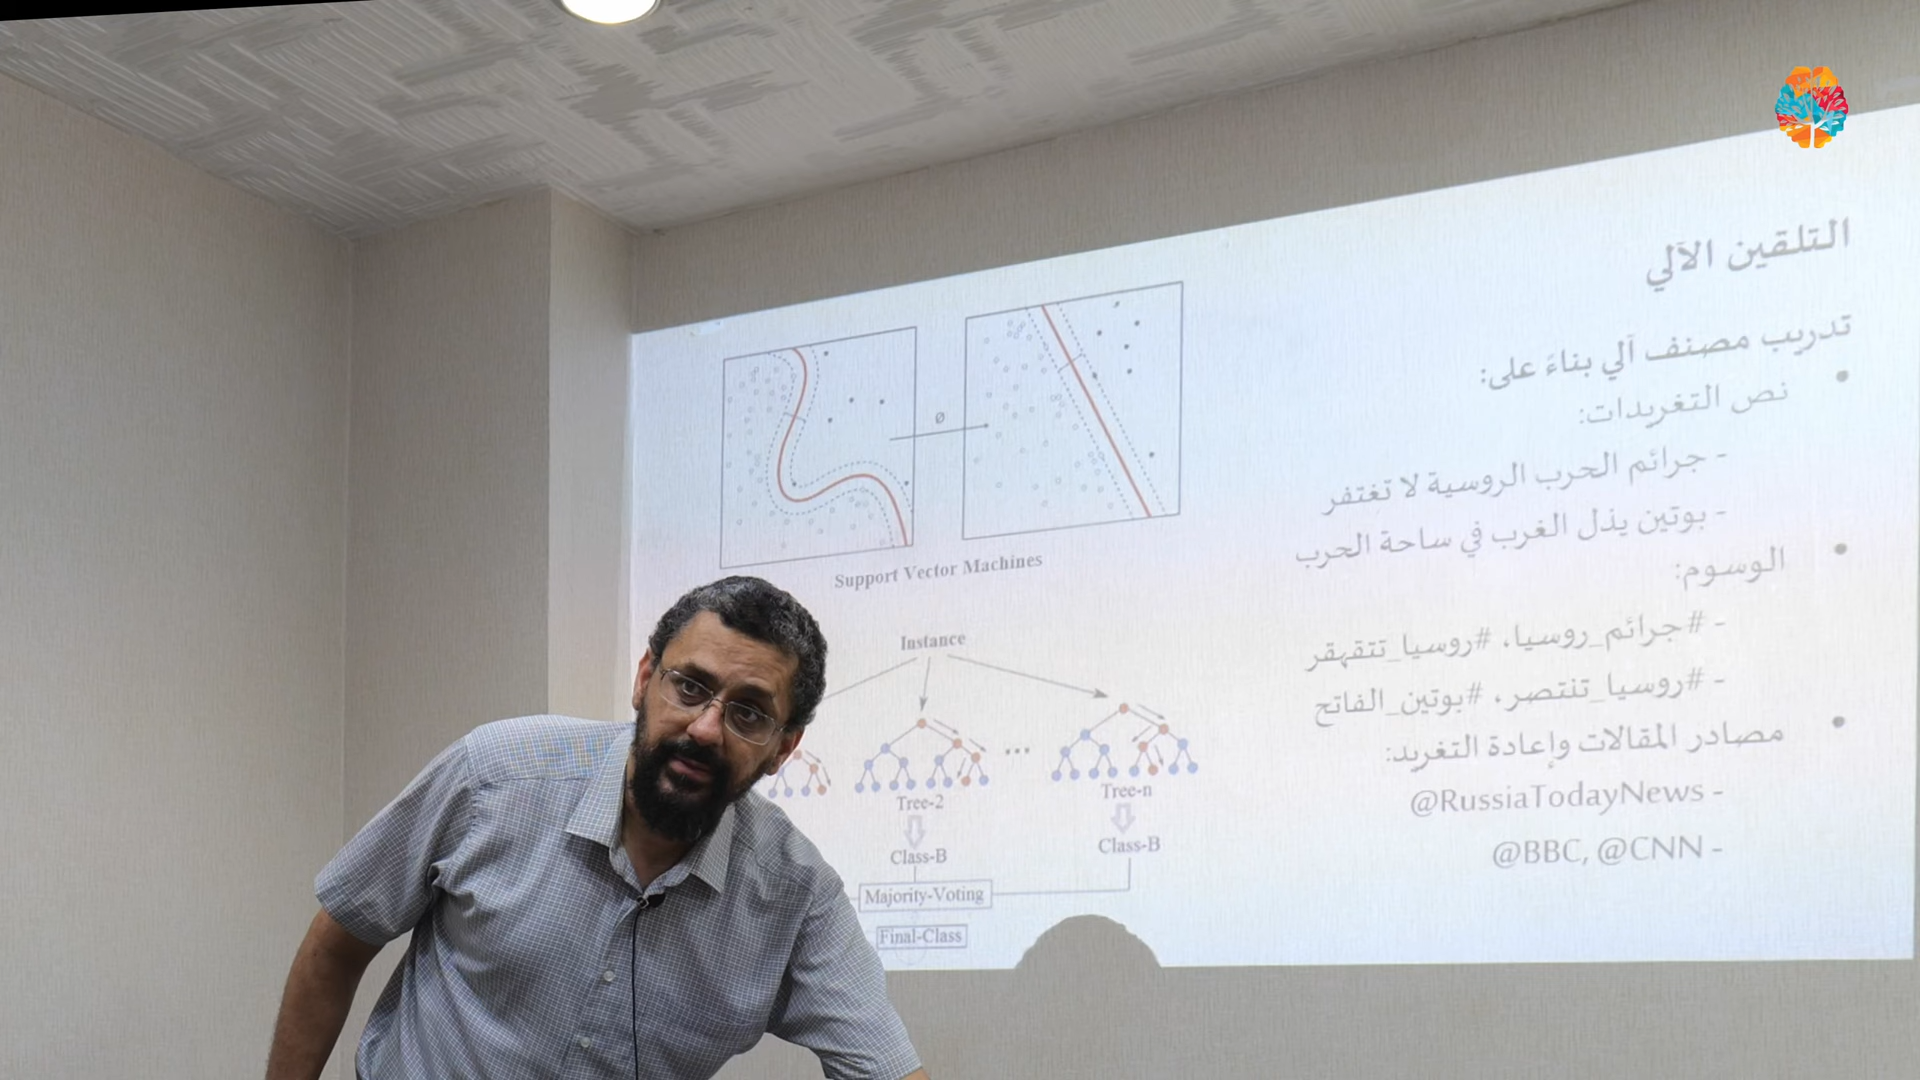 التلقين الآلي
تدريب مصنف آلي بناءً على:
• نص التغريدات:
- جرائم الحرب الروسية لا تغتفر
- بوتين يذل الغرب في ساحة الحرب
• الوسوم:
- #جرائم_روسيا، #روسيا_تتقهقر
- #روسيا_تنتصر، #بوتين_الفاتح
• مصادر المقالات وإعادة التغريد:
- @RussiaTodayNews
- @BBC, @CNN
Ø
Support Vector Machines
Instance
...
Tree-2 Tree-n
Class-B Class-B
Majority-Voting
Final-Class